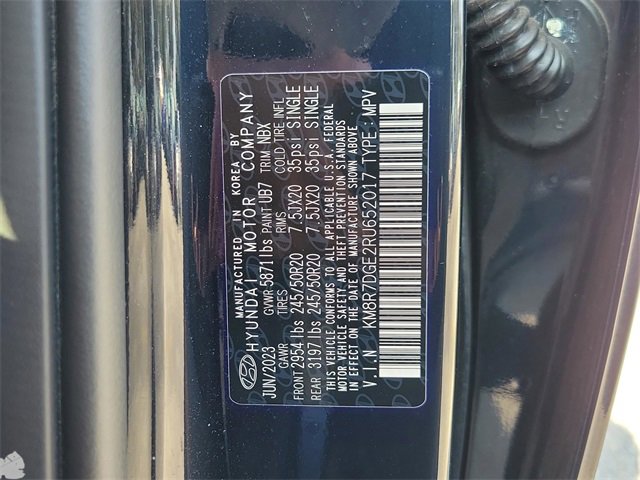 MANUFACTURED IN KOREA BY
HYUNDAI MOTOR COMPANY
JUN/2023 GVWR 5871 lbs PAINT UB7 TRIM NBX
GAWR TIRES RIMS COLD TIRE INFL
FRONT 2954 lbs 245/50R20 7.5JX20 35psi SINGLE
REAR 3197 lbs 245/50R20 7.5JX20 35psi SINGLE
THIS VEHICLE CONFORMS TO ALL APPLICABLE U.S.A. FEDERAL
MOTOR VEHICLE SAFETY AND THEFT PREVENTION STANDARDS
IN EFFECT ON THE DATE OF MANUFACTURE SHOWN ABOVE
V.I.N KM8R7DGE2RU652017 TYPE : MPV